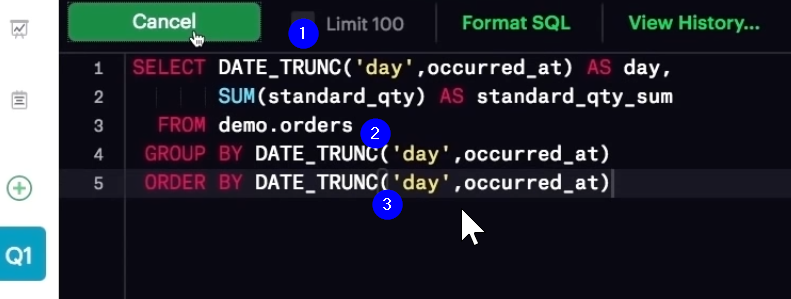 Cancel Limit 100 Format SQL View History...
1
1 SELECT DATE_TRUNC('day',occurred_at) AS day,
2 SUM(standard_qty) AS standard_qty_sum
3 FROM demo.orders
2
4 GROUP BY DATE_TRUNC('day',occurred_at)
5 ORDER BY DATE_TRUNC('day',occurred_at)
3
Q1